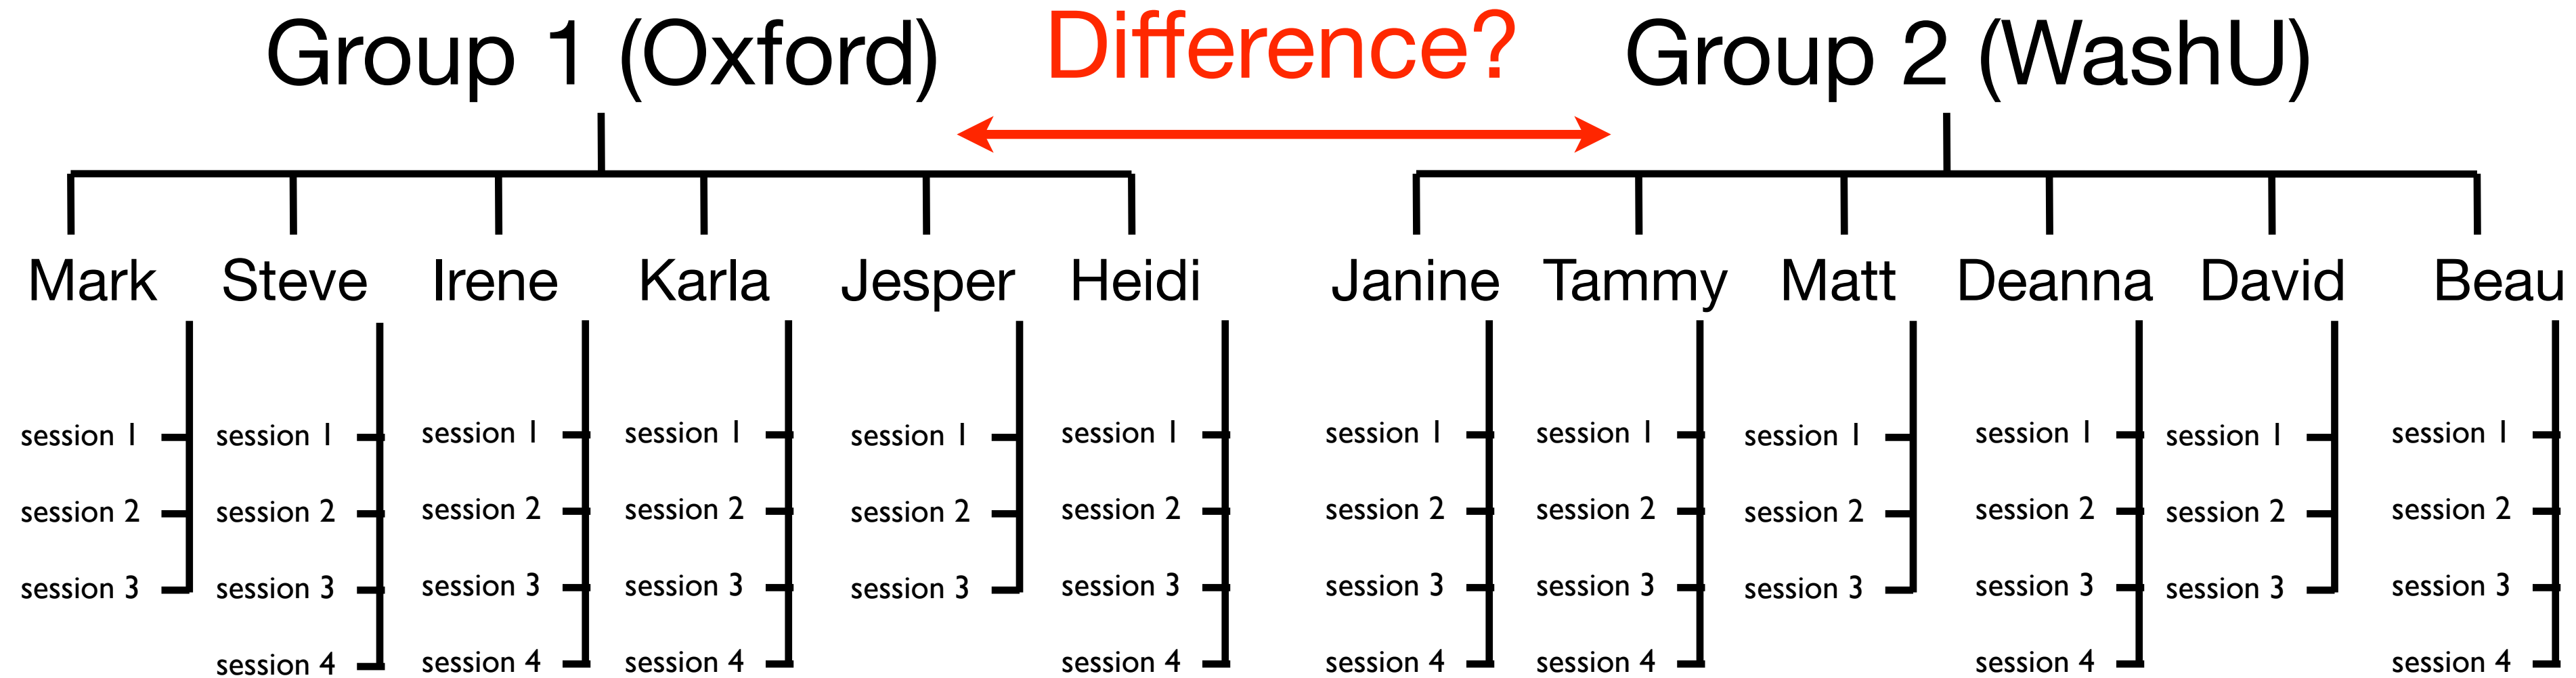 Group 1 (Oxford) Difference? Group 2 (WashU)
Mark Steve Irene Karla Jesper Heidi Janine Tammy Matt Deanna David Beau
session 1 session 1 session 1 session 1 session 1 session 1 session 1 session 1 session 1 session 1 session 1 session 1
session 2 session 2 session 2 session 2 session 2 session 2 session 2 session 2 session 2 session 2 session 2 session 2
session 3 session 3 session 3 session 3 session 3 session 3 session 3 session 3 session 3 session 3 session 3 session 3
session 4 session 4 session 4 session 4 session 4 session 4 session 4 session 4